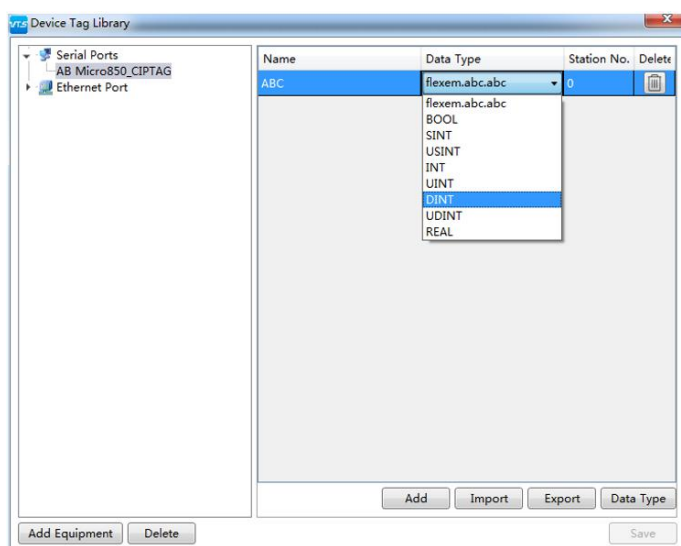 VTS Device Tag Library
Serial Ports
AB Micro850_CIPTAG
Ethernet Port
Name Data Type Station No. Delete
ABC flexem.abc.abc 0
flexem.abc.abc
BOOL
SINT
USINT
INT
UINT
DINT
UDINT
REAL
Add Import Export Data Type
Add Equipment Delete Save